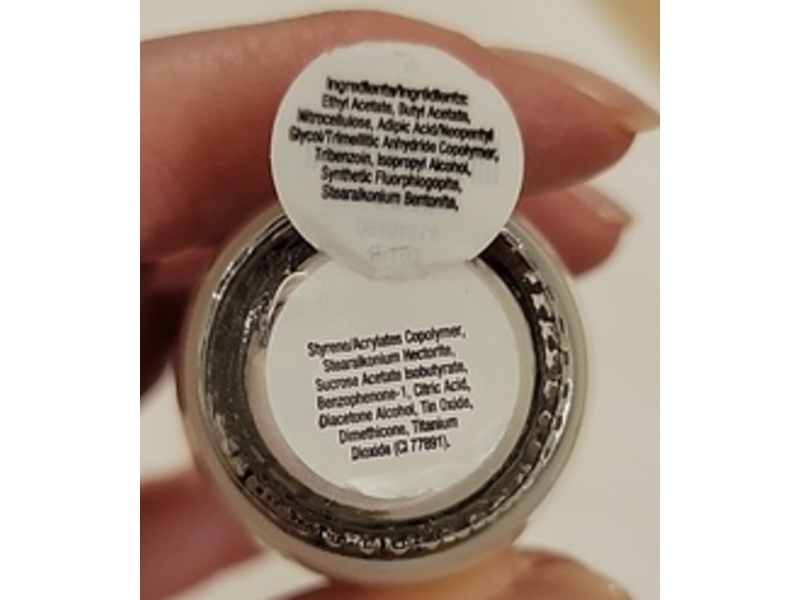 Ingredients/Ingrédients:
Ethyl Acetate, Butyl Acetate,
Nitrocellulose, Adipic Acid/Neopentyl
Glycol/Trimellitic Anhydride Copolymer,
Tribenzoin, Isopropyl Alcohol,
Synthetic Fluorphlogopite,
Stearalkonium Bentonite,
Styrene/Acrylates Copolymer,
Stearalkonium Hectorite,
Sucrose Acetate Isobutyrate,
Benzophenone-1, Citric Acid,
Diacetone Alcohol, Tin Oxide,
Dimethicone, Titanium
Dioxide (CI 77891).